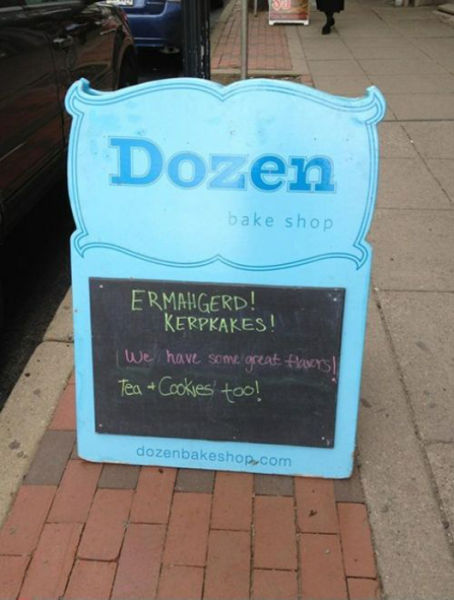 Dozen
bake shop
ERMAHGERD!
KERPKAKES!
We have some great flavors!
Tea + Cookies too!
dozenbakeshop.com